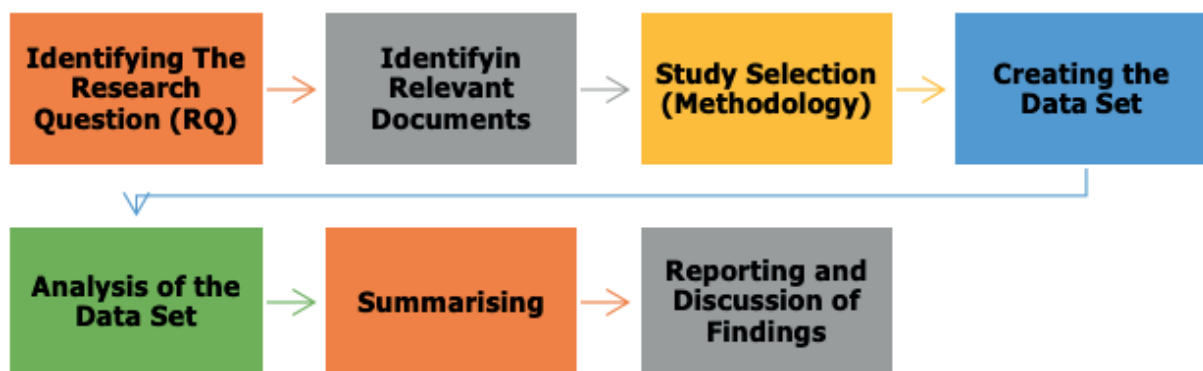 Identifying The
Research
Question (RQ)
Identifyin
Relevant
Documents
Study Selection
(Methodology)
Creating the
Data Set
Analysis of the
Data Set
Summarising
Reporting and
Discussion of
Findings